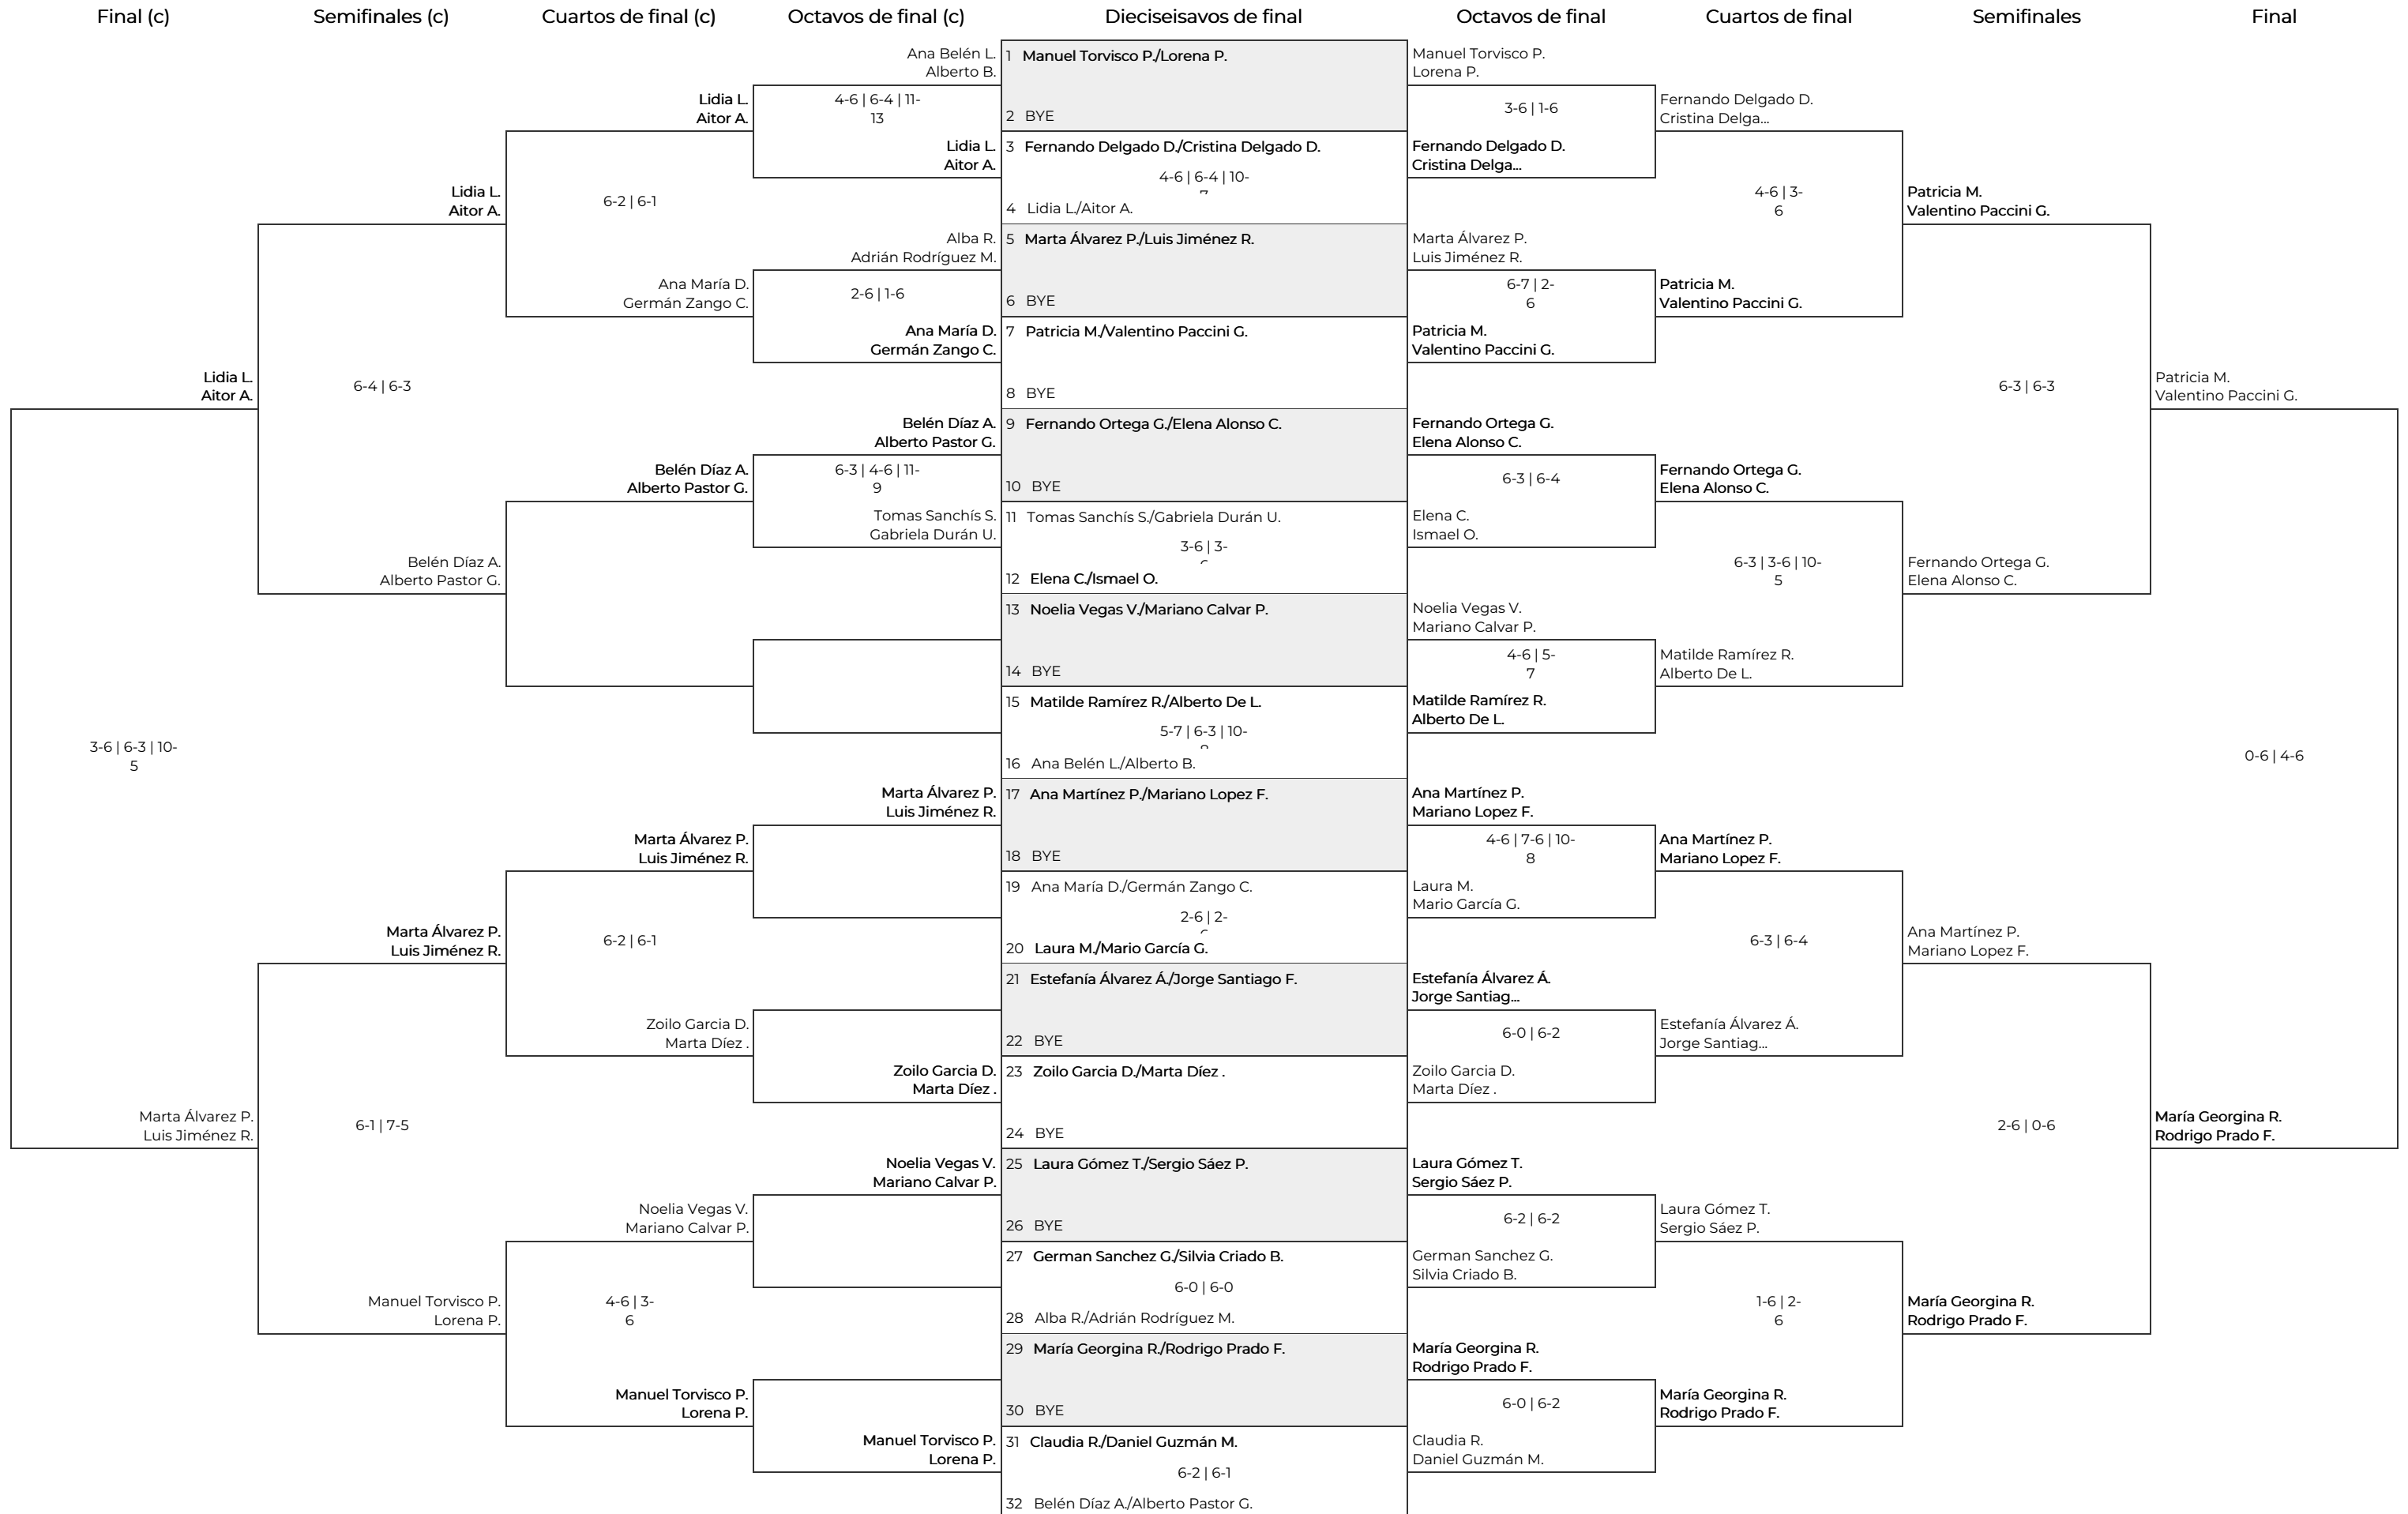 Final (c)
Semifinales (c)
Cuartos de final (c)
Octavos de final (c)
Dieciseisavos de final
Octavos de final
Cuartos de final
Semifinales
Final
Lidia L.
Aitor A.
3-6 | 6-3 | 10-
5
Marta Álvarez P.
Luis Jiménez R.
Lidia L.
Aitor A.
6-4 | 6-3
Belén Díaz A.
Alberto Pastor G.
Marta Álvarez P.
Luis Jiménez R.
6-1 | 7-5
Manuel Torvisco P.
Lorena P.
Lidia L.
Aitor A.
6-2 | 6-1
Ana María D.
Germán Zango C.
Belén Díaz A.
Alberto Pastor G.
Marta Álvarez P.
Luis Jiménez R.
6-2 | 6-1
Zoilo Garcia D.
Marta Díez .
Noelia Vegas V.
Mariano Calvar P.
4-6 | 3-
6
Manuel Torvisco P.
Lorena P.
Ana Belén L.
Alberto B.
4-6 | 6-4 | 11-
13
Lidia L.
Aitor A.
Alba R.
Adrián Rodríguez M.
2-6 | 1-6
Ana María D.
Germán Zango C.
Belén Díaz A.
Alberto Pastor G.
6-3 | 4-6 | 11-
9
Tomas Sanchís S.
Gabriela Durán U.
Marta Álvarez P.
Luis Jiménez R.
Zoilo Garcia D.
Marta Díez .
Noelia Vegas V.
Mariano Calvar P.
Manuel Torvisco P.
Lorena P.
1 Manuel Torvisco P./Lorena P.
2 BYE
3 Fernando Delgado D./Cristina Delgado D.
4-6 | 6-4 | 10-
4 Lidia L./Aitor A.
5 Marta Álvarez P./Luis Jiménez R.
6 BYE
7 Patricia M./Valentino Paccini G.
8 BYE
9 Fernando Ortega G./Elena Alonso C.
10 BYE
11 Tomas Sanchís S./Gabriela Durán U.
3-6 | 3-
12 Elena C./Ismael O.
13 Noelia Vegas V./Mariano Calvar P.
14 BYE
15 Matilde Ramírez R./Alberto De L.
5-7 | 6-3 | 10-
16 Ana Belén L./Alberto B.
17 Ana Martínez P./Mariano Lopez F.
18 BYE
19 Ana María D./Germán Zango C.
2-6 | 2-
20 Laura M./Mario García G.
21 Estefanía Álvarez Á./Jorge Santiago F.
22 BYE
23 Zoilo Garcia D./Marta Díez .
24 BYE
25 Laura Gómez T./Sergio Sáez P.
26 BYE
27 German Sanchez G./Silvia Criado B.
6-0 | 6-0
28 Alba R./Adrián Rodríguez M.
29 María Georgina R./Rodrigo Prado F.
30 BYE
31 Claudia R./Daniel Guzmán M.
6-2 | 6-1
32 Belén Díaz A./Alberto Pastor G.
Manuel Torvisco P.
Lorena P.
3-6 | 1-6
Fernando Delgado D.
Cristina Delga...
Marta Álvarez P.
Luis Jiménez R.
6-7 | 2-
6
Patricia M.
Valentino Paccini G.
Fernando Ortega G.
Elena Alonso C.
6-3 | 6-4
Elena C.
Ismael O.
Noelia Vegas V.
Mariano Calvar P.
4-6 | 5-
7
Matilde Ramírez R.
Alberto De L.
Ana Martínez P.
Mariano Lopez F.
4-6 | 7-6 | 10-
8
Laura M.
Mario García G.
Estefanía Álvarez Á.
Jorge Santiag...
6-0 | 6-2
Zoilo Garcia D.
Marta Díez .
Laura Gómez T.
Sergio Sáez P.
6-2 | 6-2
German Sanchez G.
Silvia Criado B.
María Georgina R.
Rodrigo Prado F.
6-0 | 6-2
Claudia R.
Daniel Guzmán M.
Fernando Delgado D.
Cristina Delga...
4-6 | 3-
6
Patricia M.
Valentino Paccini G.
Fernando Ortega G.
Elena Alonso C.
6-3 | 3-6 | 10-
5
Matilde Ramírez R.
Alberto De L.
Ana Martínez P.
Mariano Lopez F.
6-3 | 6-4
Estefanía Álvarez Á.
Jorge Santiag...
Laura Gómez T.
Sergio Sáez P.
1-6 | 2-
6
María Georgina R.
Rodrigo Prado F.
Patricia M.
Valentino Paccini G.
6-3 | 6-3
Fernando Ortega G.
Elena Alonso C.
Ana Martínez P.
Mariano Lopez F.
2-6 | 0-6
María Georgina R.
Rodrigo Prado F.
Patricia M.
Valentino Paccini G.
0-6 | 4-6
María Georgina R.
Rodrigo Prado F.